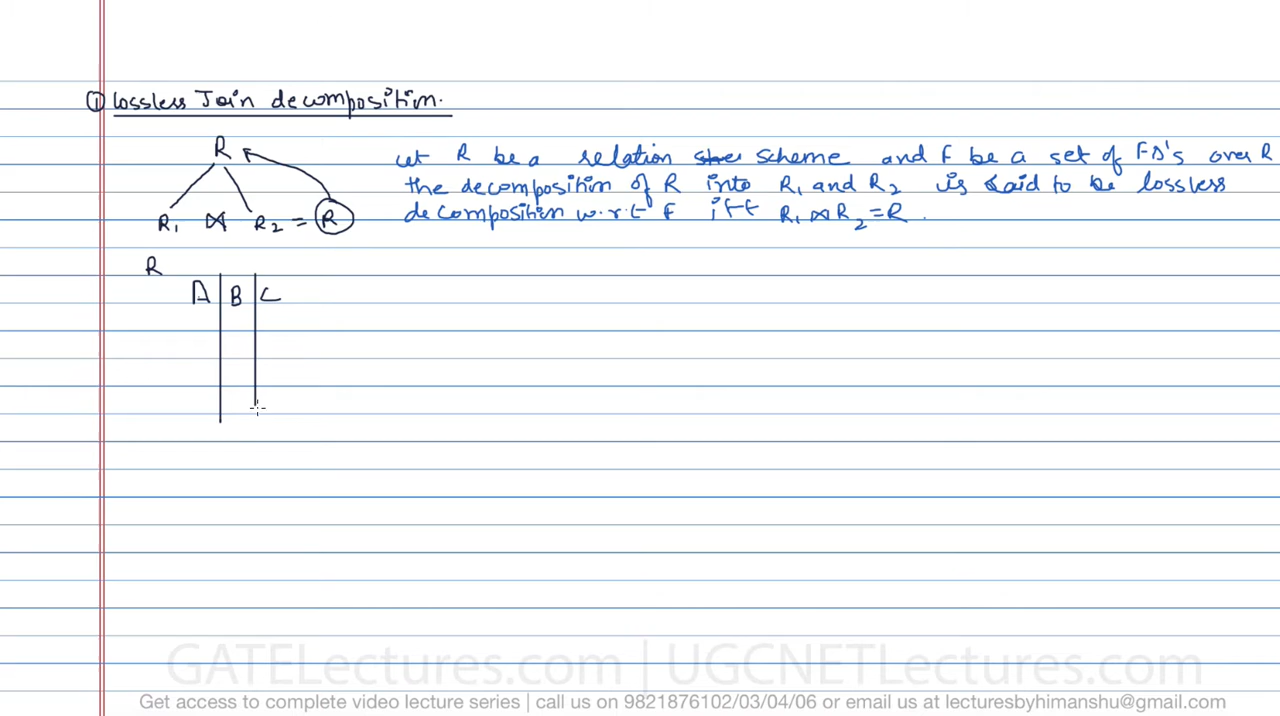 ① Lossless Join decomposition.
R
R₁ ⋈ R₂ = R
Let R be a relation scheme and F be a set of FD's over R
the decomposition of R into R₁ and R₂ is said to be lossless
decomposition w.r.t F iff R₁ ⋈ R₂ = R.
R
A B C
GATELectures.com | UGCNETLectures.com
Get access to complete video lecture series | call us on 9821876102/03/04/06 or email us at lecturesbyhimanshu@gmail.com